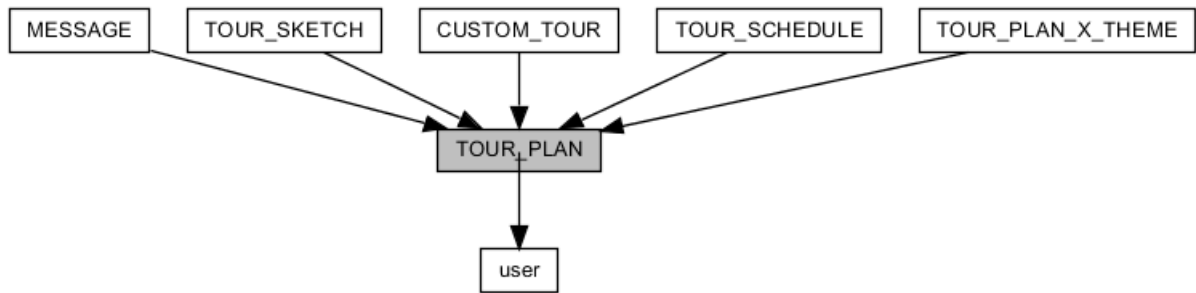 MESSAGE
TOUR_SKETCH
CUSTOM_TOUR
TOUR_SCHEDULE
TOUR_PLAN_X_THEME
TOUR_PLAN
user